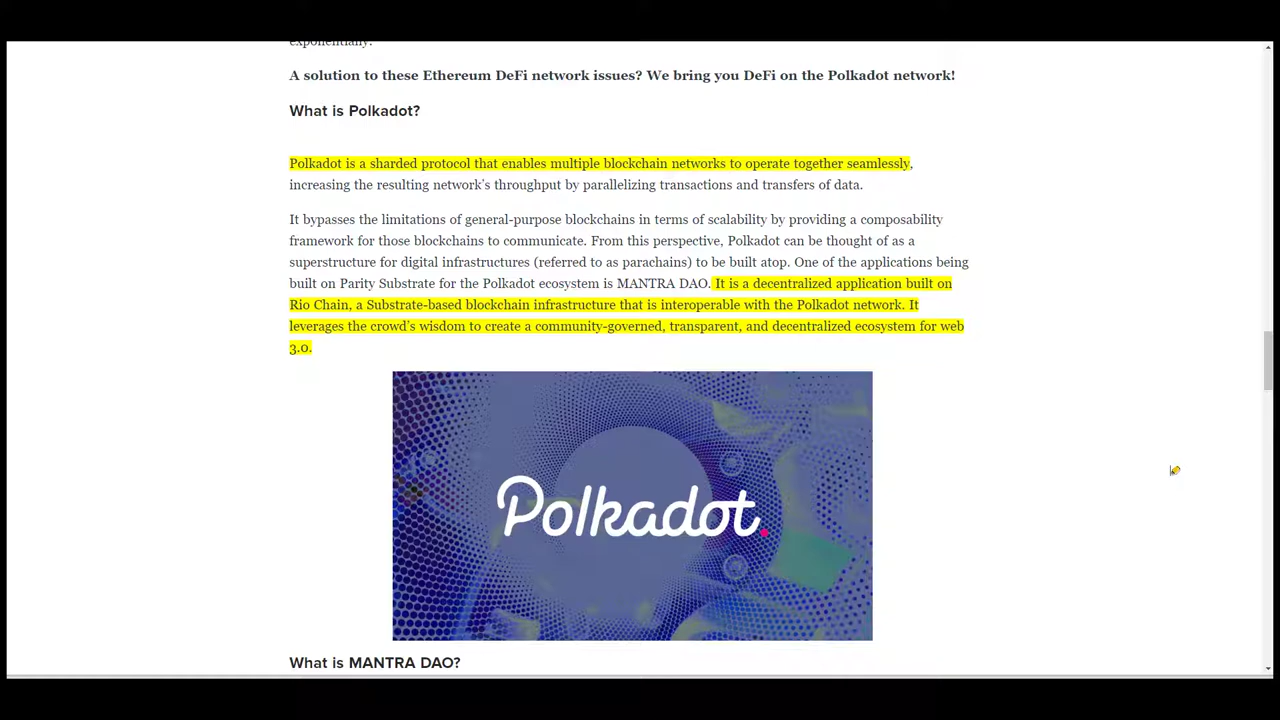 exponentially.
A solution to these Ethereum DeFi network issues? We bring you DeFi on the Polkadot network!
What is Polkadot?
Polkadot is a sharded protocol that enables multiple blockchain networks to operate together seamlessly,
increasing the resulting network’s throughput by parallelizing transactions and transfers of data.
It bypasses the limitations of general-purpose blockchains in terms of scalability by providing a composability
framework for those blockchains to communicate. From this perspective, Polkadot can be thought of as a
superstructure for digital infrastructures (referred to as parachains) to be built atop. One of the applications being
built on Parity Substrate for the Polkadot ecosystem is MANTRA DAO. It is a decentralized application built on
Rio Chain, a Substrate-based blockchain infrastructure that is interoperable with the Polkadot network. It
leverages the crowd’s wisdom to create a community-governed, transparent, and decentralized ecosystem for web
3.0.
Polkadot.
What is MANTRA DAO?